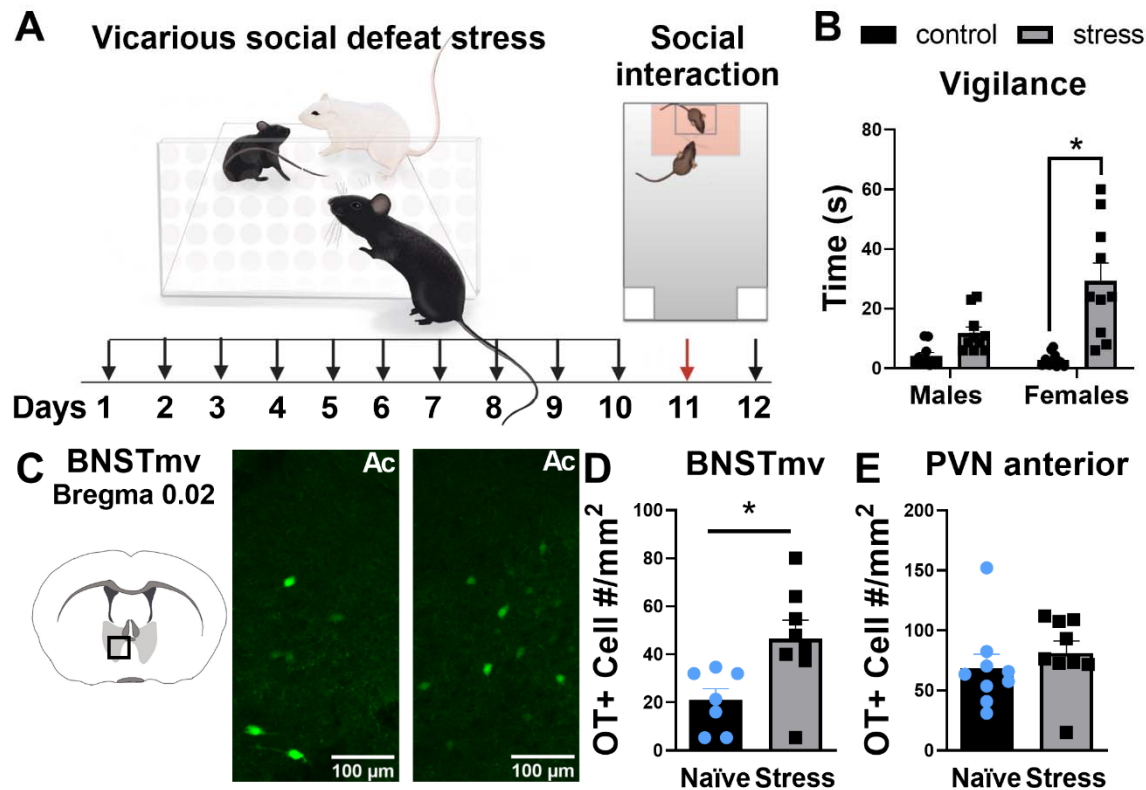 A
Vicarious social defeat stress
Social
interaction
Days 1 2 3 4 5 6 7 8 9 10 11 12
B
control
stress
Vigilance
Time (s)
80
60
40
20
0
*
Males
Females
C
BNSTmv
Bregma 0.02
Ac
100 µm
Ac
100 µm
D
BNSTmv
OT+ Cell #/mm²
100
80
60
40
20
0
*
Naïve Stress
E
PVN anterior
OT+ Cell #/mm²
200
150
100
50
0
Naïve Stress